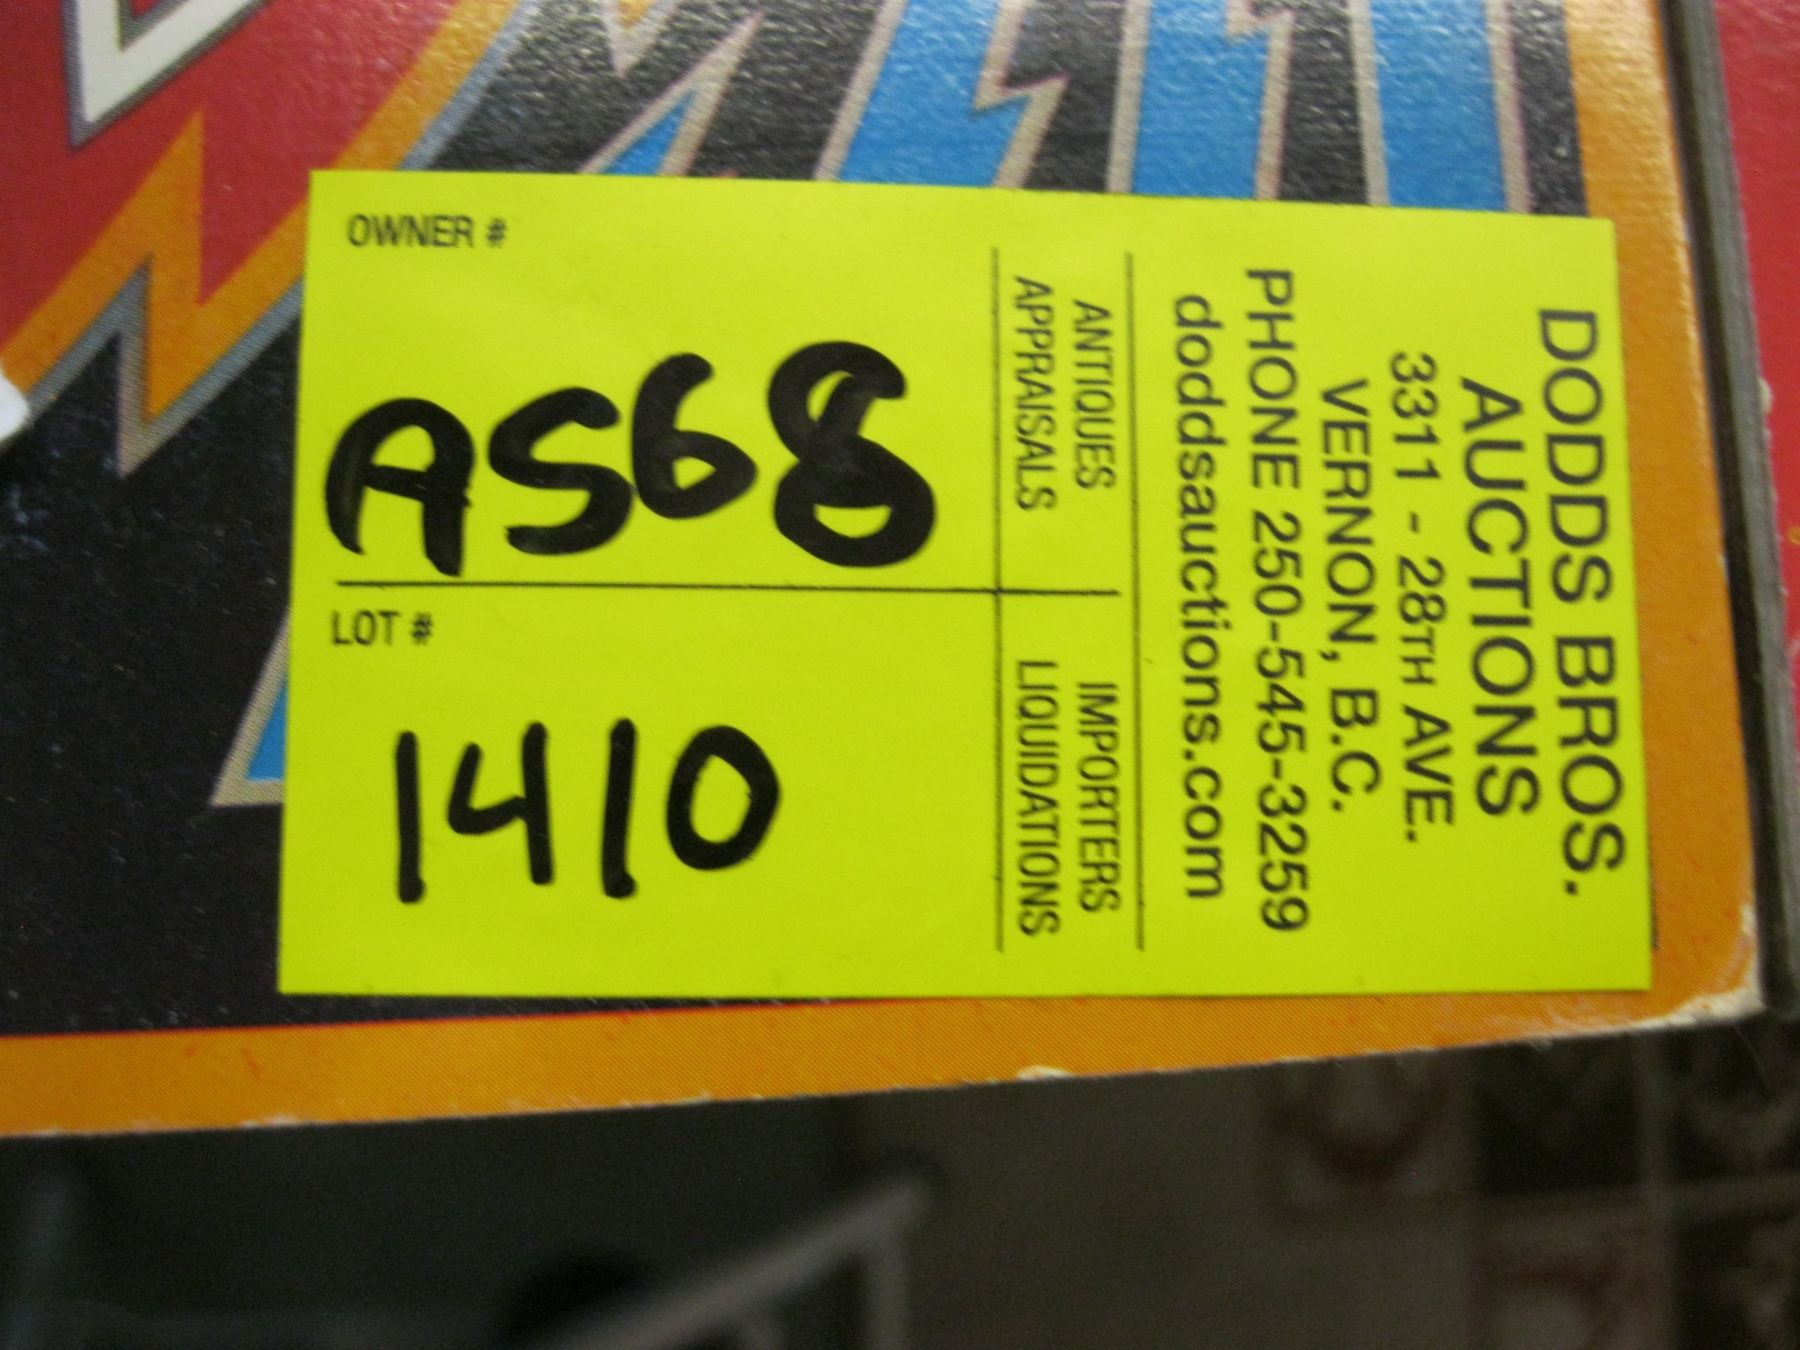 DODDS BROS.
AUCTIONS
3311 - 28TH AVE.
VERNON, B.C.
PHONE 250-545-3259
doddsauctions.com
ANTIQUES
APPRAISALS
IMPORTERS
LIQUIDATIONS
OWNER #
AS68
LOT #
1410